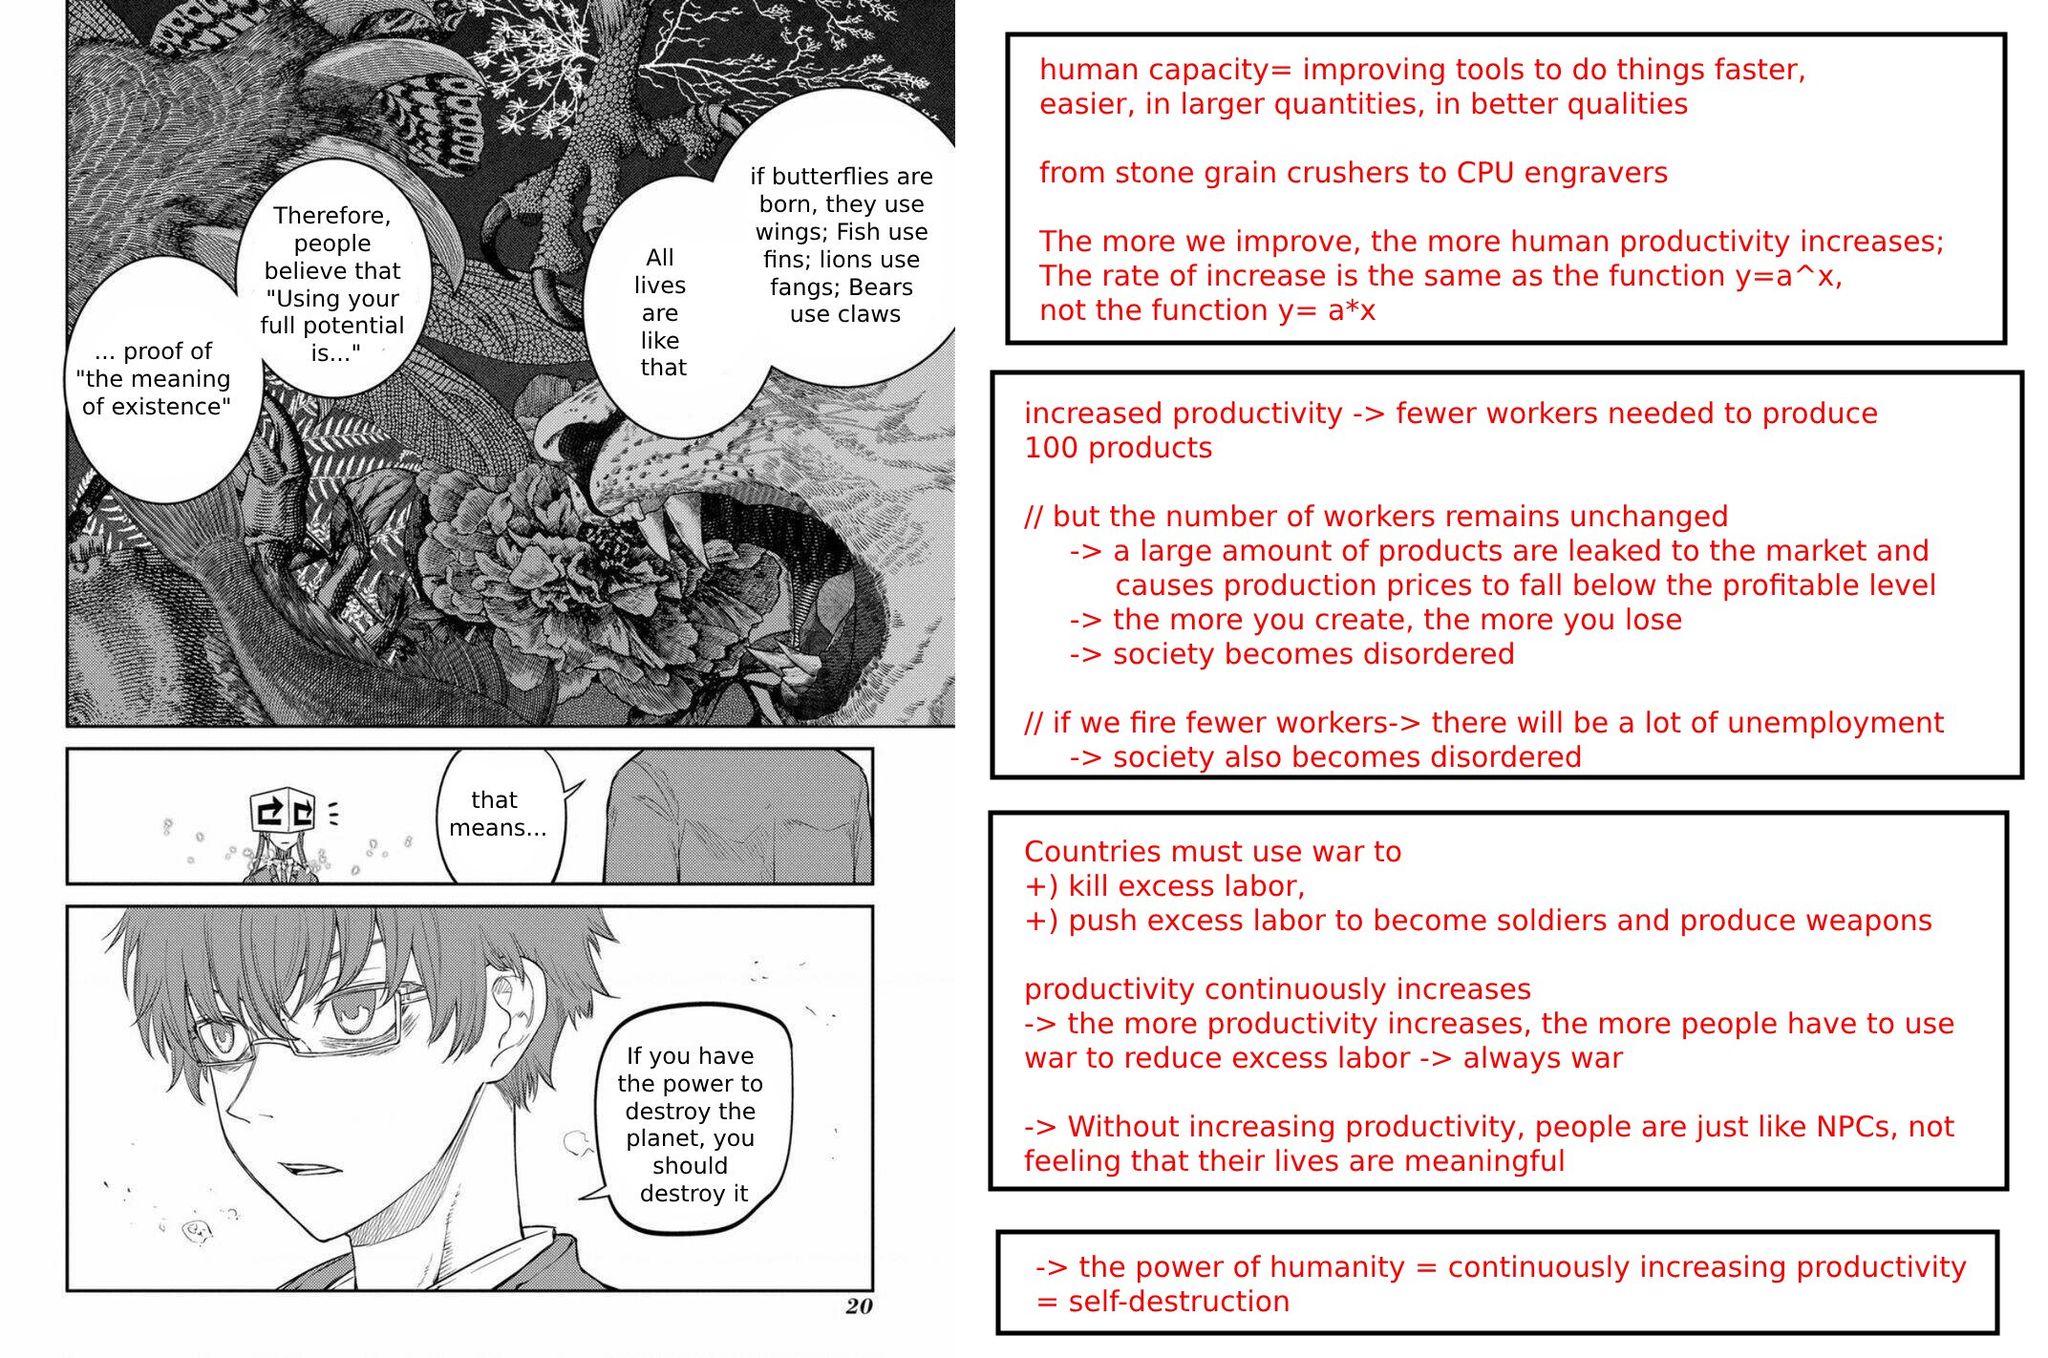 if butterflies are
born, they use
wings; Fish use
fins; lions use
fangs; Bears
use claws
All
lives
are
like
that
Therefore,
people
believe that
"Using your
full potential
is..."
... proof of
"the meaning
of existence"
that
means...
If you have
the power to
destroy the
planet, you
should
destroy it
20
human capacity= improving tools to do things faster,
easier, in larger quantities, in better qualities
from stone grain crushers to CPU engravers
The more we improve, the more human productivity increases;
The rate of increase is the same as the function y=a^x,
not the function y= a*x
increased productivity -> fewer workers needed to produce
100 products
// but the number of workers remains unchanged
-> a large amount of products are leaked to the market and
causes production prices to fall below the profitable level
-> the more you create, the more you lose
-> society becomes disordered
// if we fire fewer workers-> there will be a lot of unemployment
-> society also becomes disordered
Countries must use war to
+) kill excess labor,
+) push excess labor to become soldiers and produce weapons
productivity continuously increases
-> the more productivity increases, the more people have to use
war to reduce excess labor -> always war
-> Without increasing productivity, people are just like NPCs, not
feeling that their lives are meaningful
-> the power of humanity = continuously increasing productivity
= self-destruction